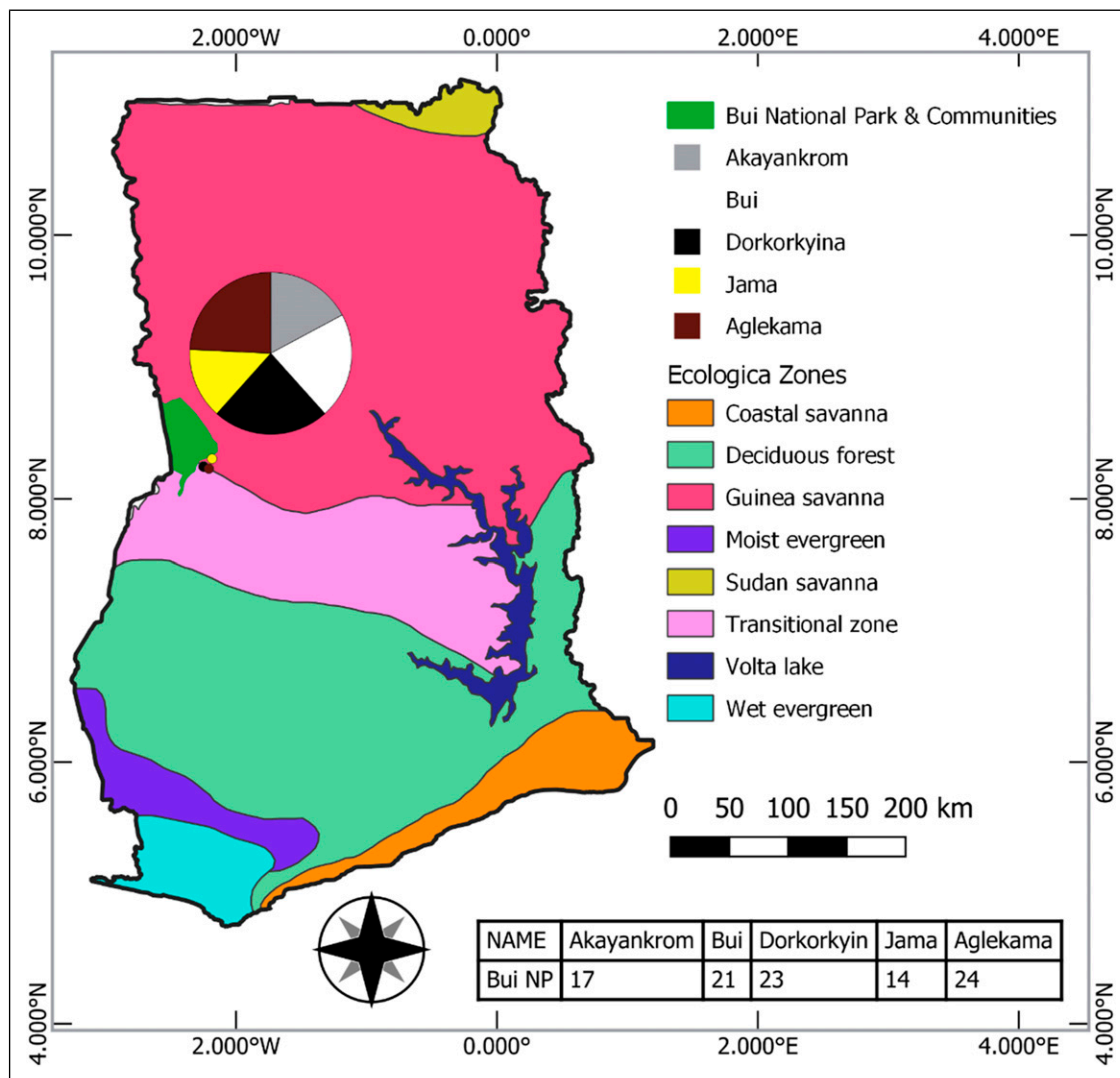 2.000°W 0.000° 2.000°E 4.000°E
10.000°N
8.000°N
6.000°N
4.000°N
Bui National Park & Communities
Akayankrom
Bui
Dorkorkyina
Jama
Aglekama
Ecologica Zones
Coastal savanna
Deciduous forest
Guinea savanna
Moist evergreen
Sudan savanna
Transitional zone
Volta lake
Wet evergreen
10.000°N
8.000°N
6.000°N
4.000°N
0 50 100 150 200 km
NAME Akayankrom Bui Dorkorkyin Jama Aglekama
Bui NP 17 21 23 14 24
2.000°W 0.000° 2.000°E 4.000°E